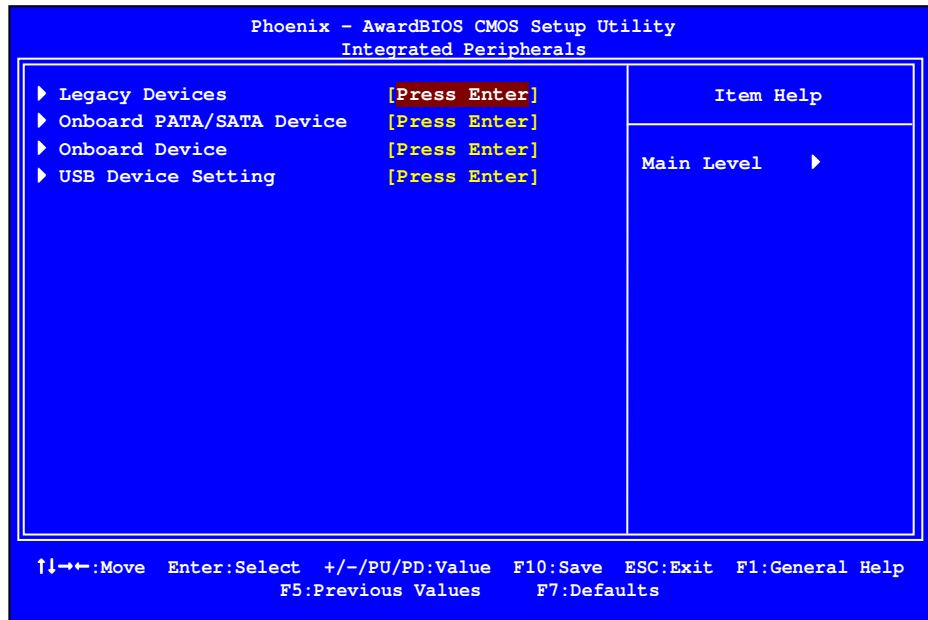 Phoenix – AwardBIOS CMOS Setup Utility
Integrated Peripherals
Legacy Devices [Press Enter]
Onboard PATA/SATA Device [Press Enter]
Onboard Device [Press Enter]
USB Device Setting [Press Enter]
Item Help
Main Level
↑↓→←:Move Enter:Select +/-/PU/PD:Value F10:Save ESC:Exit F1:General Help
F5:Previous Values F7:Defaults